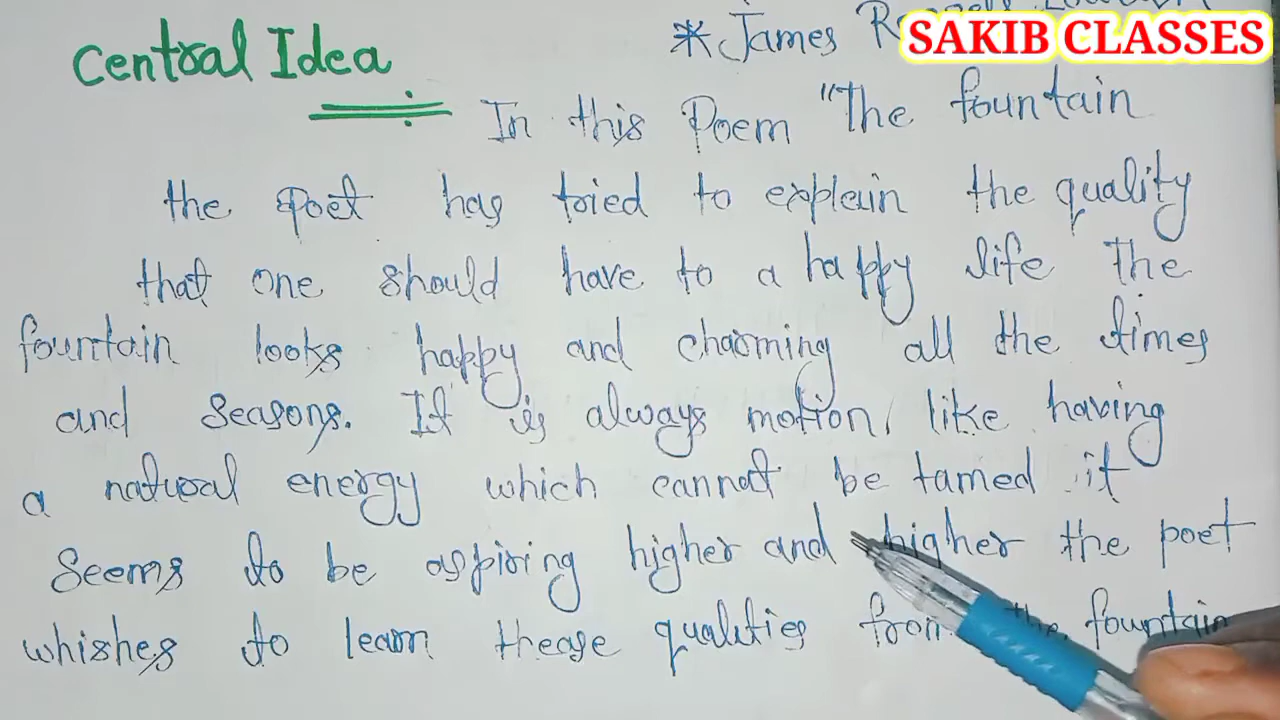 * James
SAKIB CLASSES
Central Idea
In this Poem "The fountain
the Poet has tried to explain the quality
that one should have to a happy life The
fountain looks happy and charming all the times
and seasons. It is always motion, like having
a natural energy which cannot be tamed it
Seems to be aspiring higher and higher the poet
whishes to learn thease qualities from the fountain